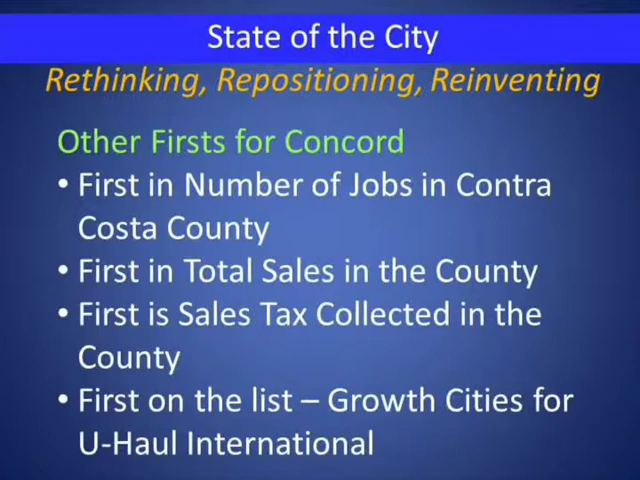 State of the City
Rethinking, Repositioning, Reinventing
Other Firsts for Concord
• First in Number of Jobs in Contra
Costa County
• First in Total Sales in the County
• First is Sales Tax Collected in the
County
• First on the list – Growth Cities for
U-Haul International